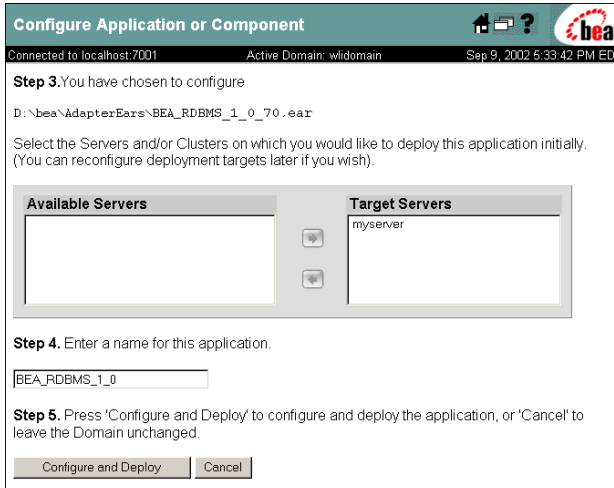 Configure Application or Component
?
bea
Connected to localhost:7001 Active Domain: wlidomain Sep 9, 2002 5:33:42 PM ED
Step 3.You have chosen to configure
D:\bea\AdapterEars\BEA_RDBMS_1_0_70.ear
Select the Servers and/or Clusters on which you would like to deploy this application initially.
(You can reconfigure deployment targets later if you wish).
Available Servers Target Servers
myserver
Step 4. Enter a name for this application.
BEA_RDBMS_1_0
Step 5. Press 'Configure and Deploy' to configure and deploy the application, or 'Cancel' to
leave the Domain unchanged.
Configure and Deploy Cancel